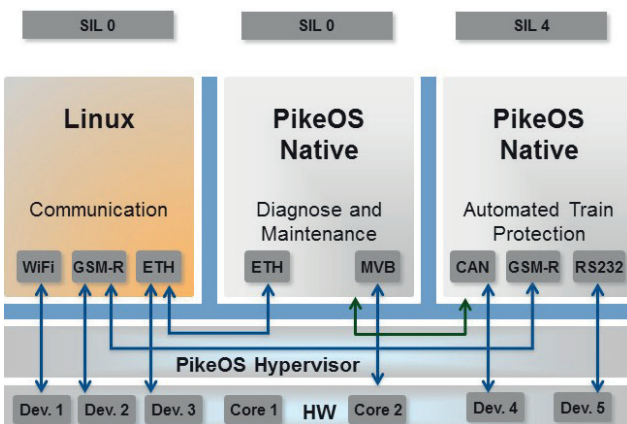 SIL 0 SIL 0 SIL 4
Linux PikeOS Native PikeOS Native
Communication Diagnose and Maintenance Automated Train Protection
WiFi GSM-R ETH ETH MVB CAN GSM-R RS232
PikeOS Hypervisor
Dev. 1 Dev. 2 Dev. 3 Core 1 HW Core 2 Dev. 4 Dev. 5